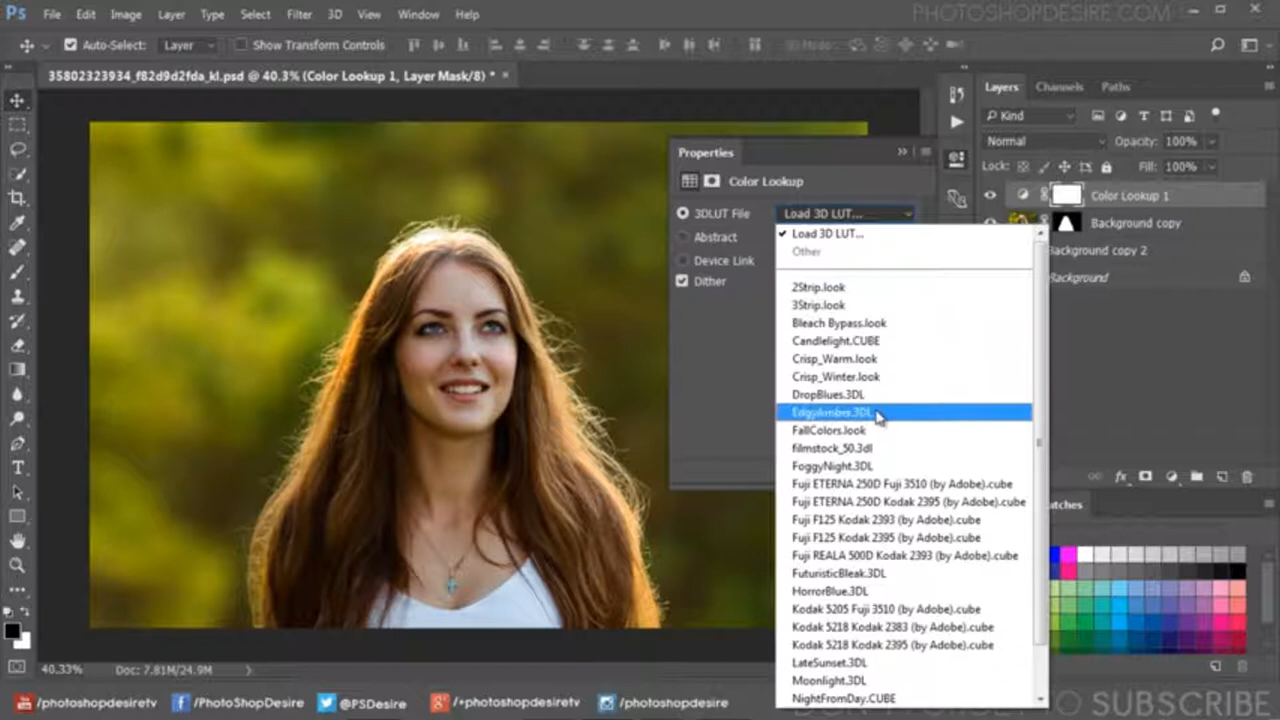 PHOTOSHOPDESIRE.COM
Ps File Edit Image Layer Type Select Filter 3D View Window Help
Auto-Select: Layer Show Transform Controls
35802323934_f82d9d2fda_kl.psd @ 40.3% (Color Lookup 1, Layer Mask/8) *
Layers Channels Paths
Kind
Normal Opacity: 100%
Lock: Fill: 100%
Color Lookup 1
Background copy
Background copy 2
Background
Properties
Color Lookup
3DLUT File Load 3D LUT...
Abstract
Device Link
Dither
Load 3D LUT...
Other
2Strip.look
3Strip.look
Bleach Bypass.look
Candlelight.CUBE
Crisp_Warm.look
Crisp_Winter.look
DropBlues.3DL
EdgyAmber.3DL
FallColors.look
filmstock_50.3dl
FoggyNight.3DL
Fuji ETERNA 250D Fuji 3510 (by Adobe).cube
Fuji ETERNA 250D Kodak 2395 (by Adobe).cube
Fuji F125 Kodak 2393 (by Adobe).cube
Fuji F125 Kodak 2395 (by Adobe).cube
Fuji REALA 500D Kodak 2393 (by Adobe).cube
FuturisticBleak.3DL
HorrorBlue.3DL
Kodak 5205 Fuji 3510 (by Adobe).cube
Kodak 5218 Kodak 2383 (by Adobe).cube
Kodak 5218 Kodak 2395 (by Adobe).cube
LateSunset.3DL
Moonlight.3DL
NightFromDay.CUBE
40.33% Doc: 7.81M/24.9M
/photoshopdesiretv /PhotoShopDesire @PSDesire /+photoshopdesiretv /photoshopdesire
TO SUBSCRIBE